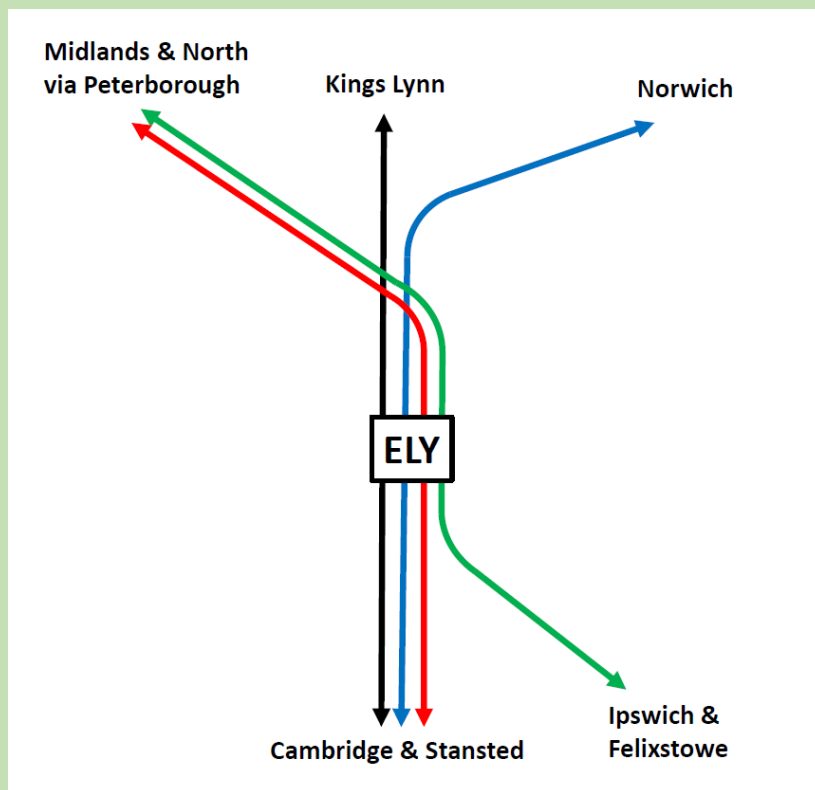 Midlands & North
via Peterborough
Kings Lynn
Norwich
ELY
Ipswich &
Felixstowe
Cambridge & Stansted